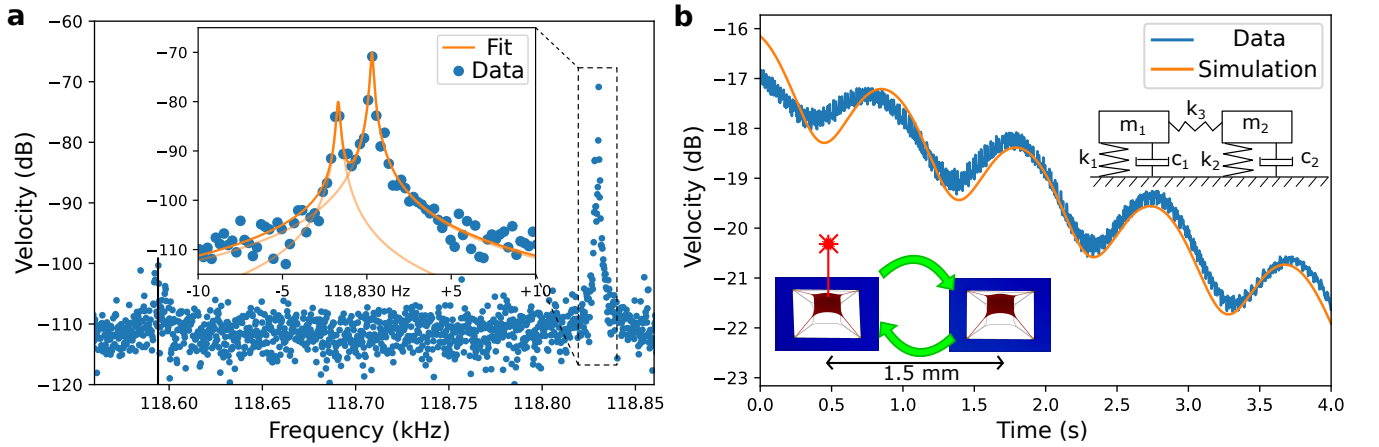 a
Velocity (dB)
−60
−70
−80
−90
−100
−110
−120
118.60
118.65
118.70
118.75
118.80
118.85
Frequency (kHz)
−70
−80
−90
−100
−110
-10
-5
118,830 Hz
+5
+10
Fit
Data
b
Velocity (dB)
−16
−17
−18
−19
−20
−21
−22
−23
0.0
0.5
1.0
1.5
2.0
2.5
3.0
3.5
4.0
Time (s)
Data
Simulation
m1
k3
m2
k1
c1
k2
c2
1.5 mm